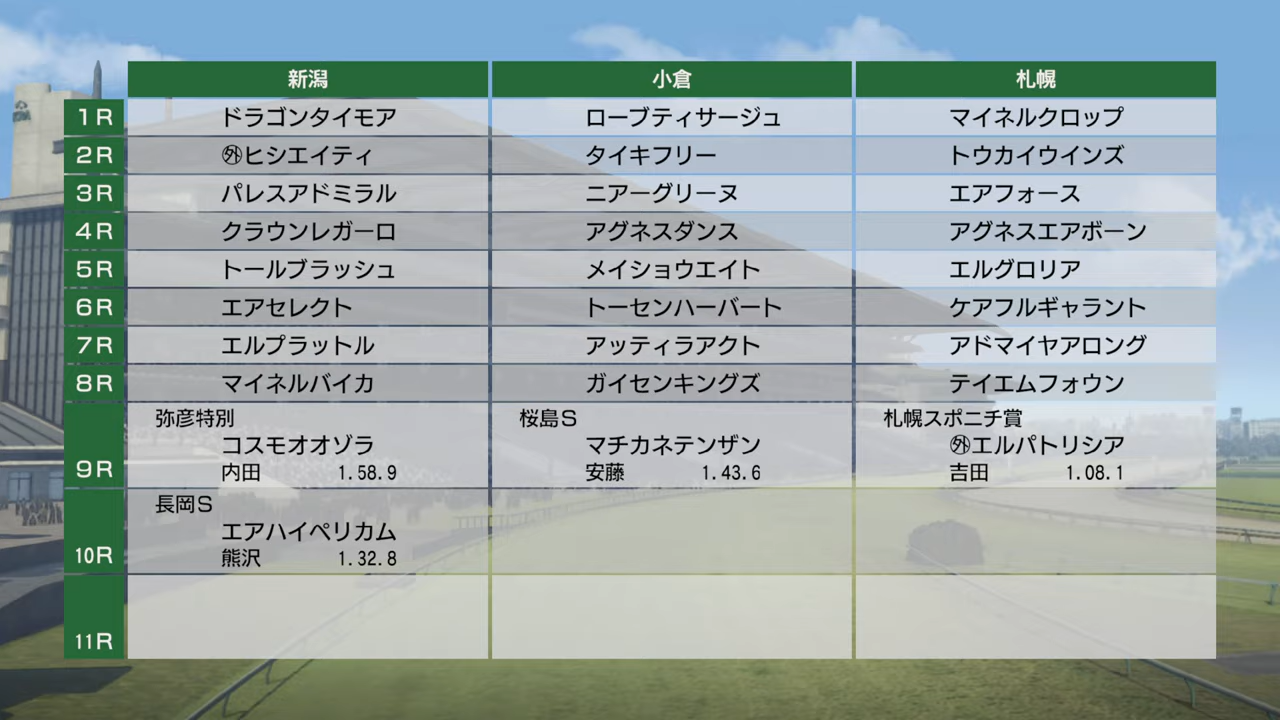 新潟 小倉 札幌
1R ドラゴンタイモア ローブティサージュ マイネルクロップ
2R ㊕ヒシエイティ タイキフリー トウカイウインズ
3R パレスアドミラル ニアーグリーヌ エアフォース
4R クラウンレガーロ アグネスダンス アグネスエアボーン
5R トールブラッシュ メイショウエイト エルグロリア
6R エアセレクト トーセンハーバート ケアフルギャラント
7R エルプラットル アッティラアクト アドマイヤアロング
8R マイネルバイカ ガイセンキングズ テイエムフォウン
弥彦特別 桜島S 札幌スポニチ賞
コスモオオゾラ マチカネテンザン 外エルパトリシア
9R 内田 1.58.9 安藤 1.43.6 吉田 1.08.1
長岡S
エアハイペリカム
10R 熊沢 1.32.8
11R